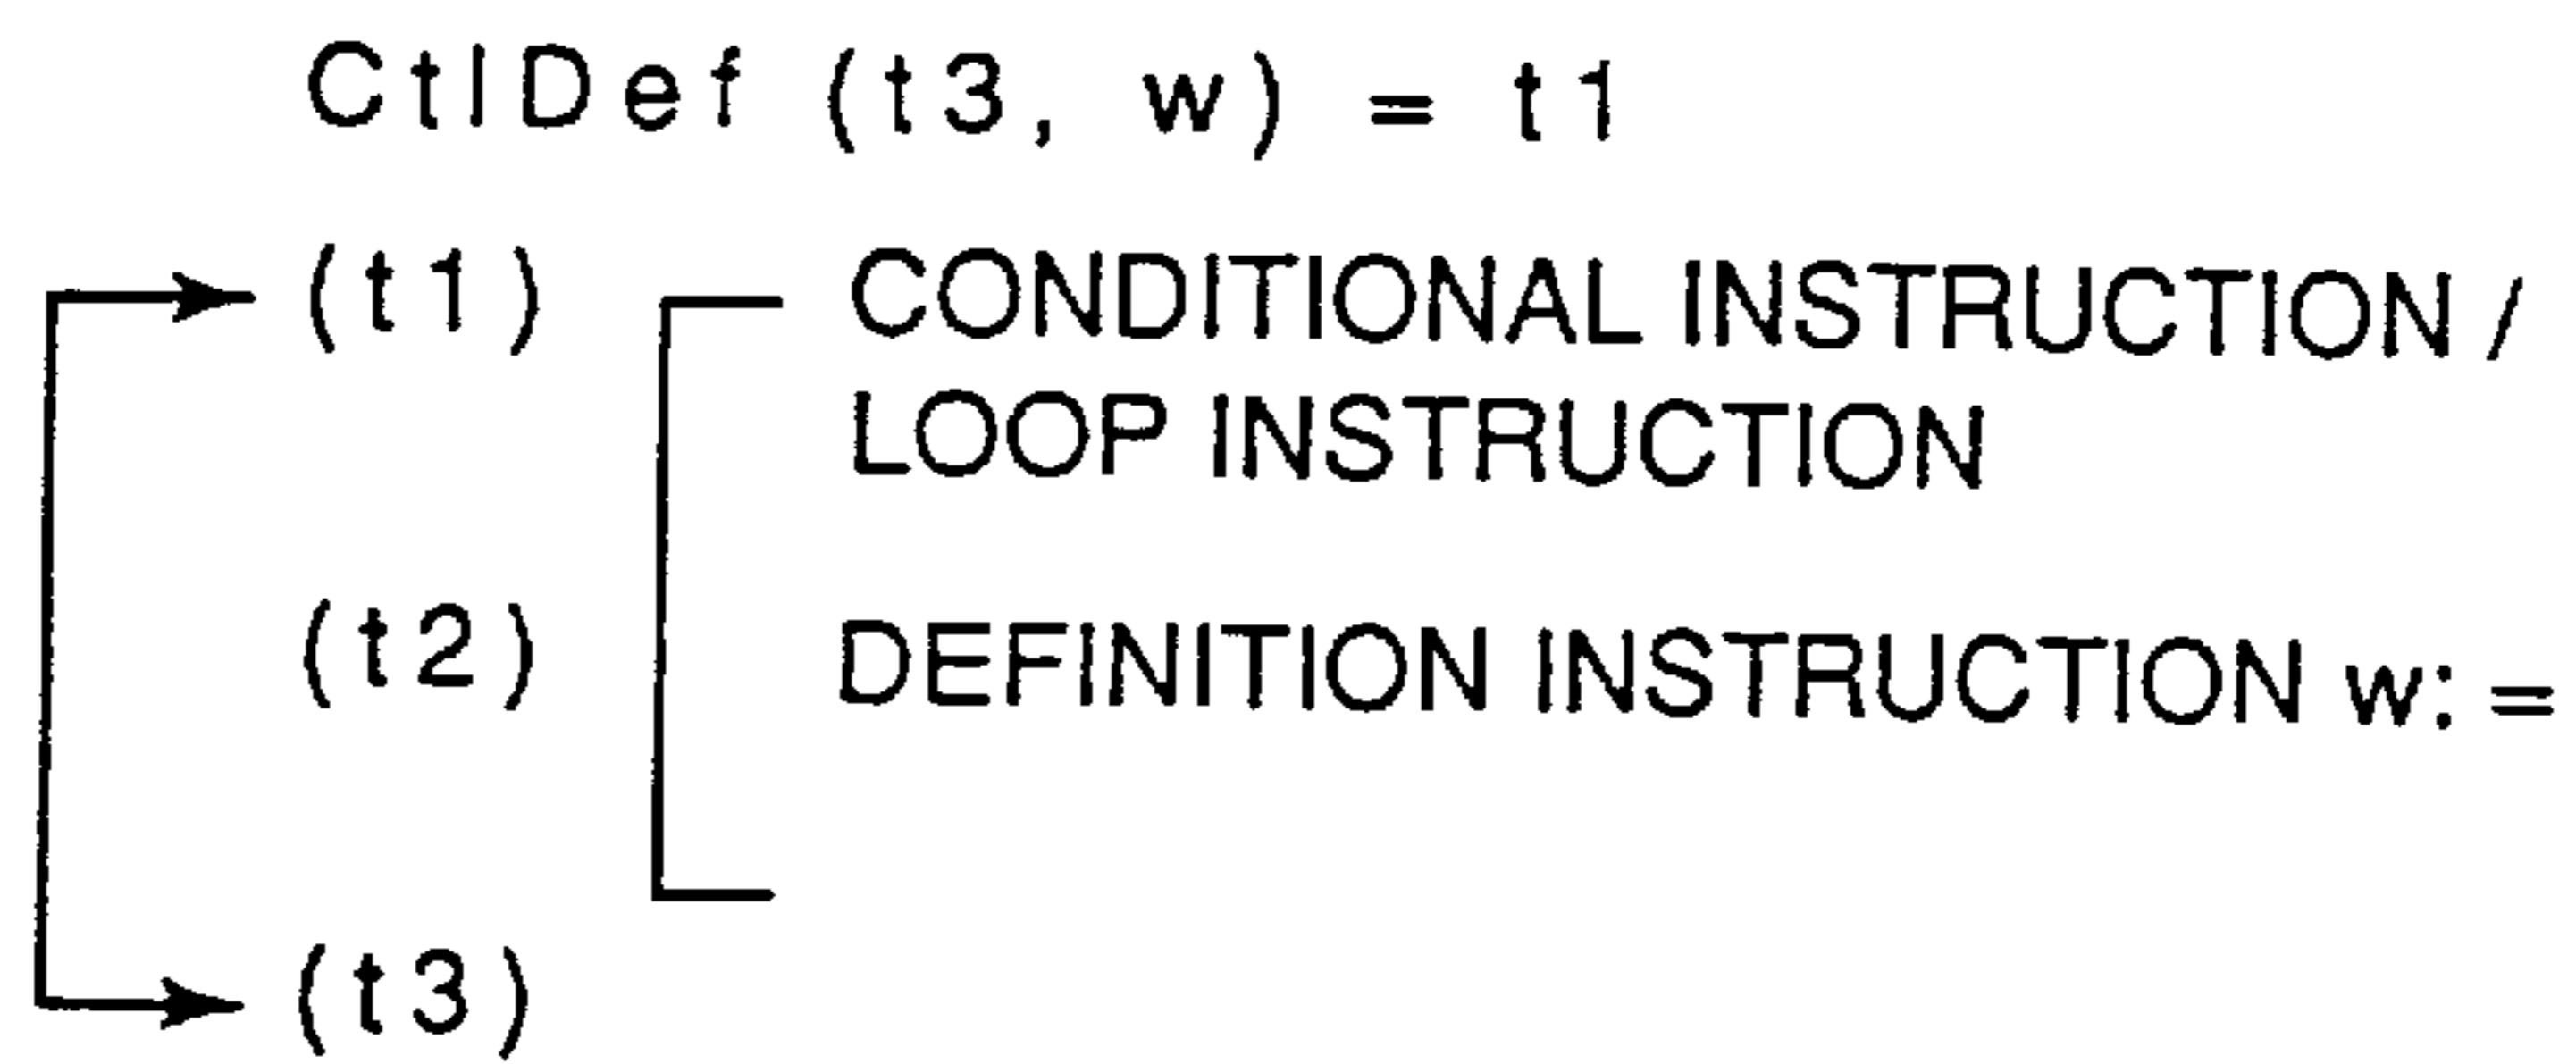 CtlDef (t3, w) = t1
(t1) CONDITIONAL INSTRUCTION /
LOOP INSTRUCTION
(t2) DEFINITION INSTRUCTION w: =
(t3)